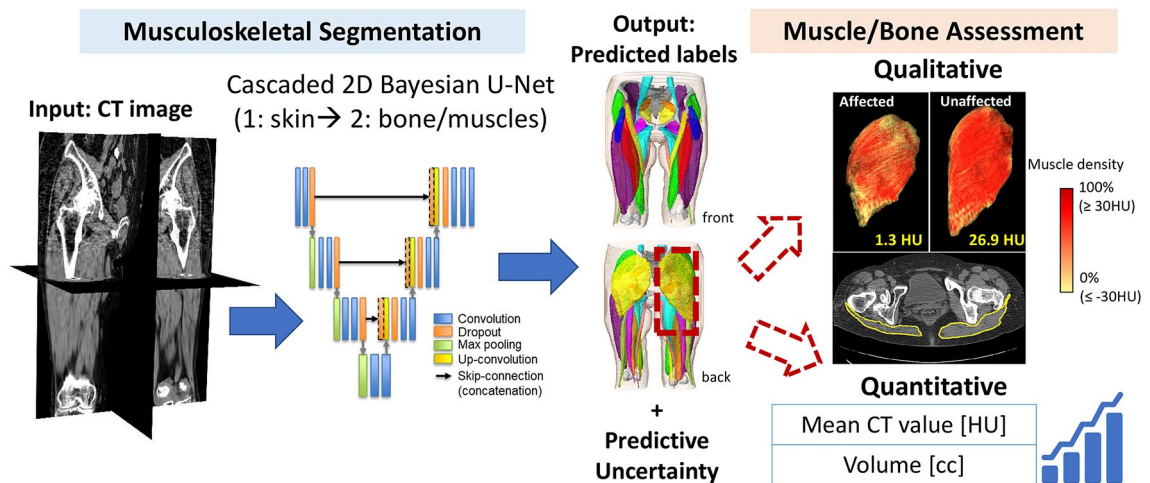 Musculoskeletal Segmentation
Input: CT image
Cascaded 2D Bayesian U-Net
(1: skin→ 2: bone/muscles)
Convolution
Dropout
Max pooling
Up-convolution
Skip-connection
(concatenation)
Output:
Predicted labels
front
back
+
Predictive
Uncertainty
Muscle/Bone Assessment
Qualitative
Affected
Unaffected
1.3 HU
26.9 HU
Muscle density
100%
(≥ 30HU)
0%
(≤ -30HU)
Quantitative
Mean CT value [HU]
Volume [cc]